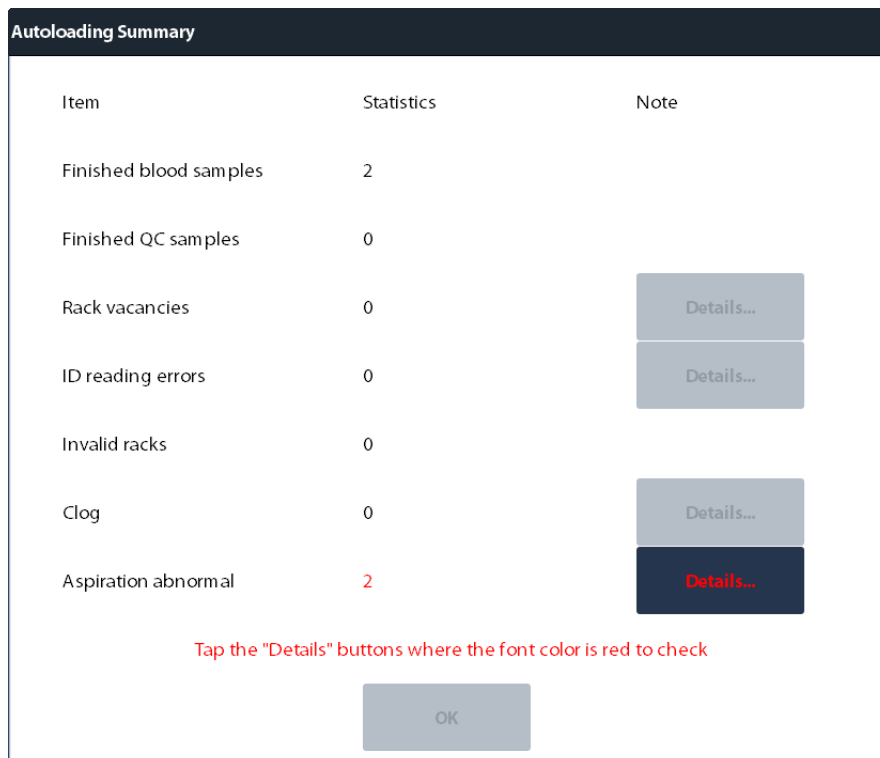 Autoloading Summary
Item Statistics Note
Finished blood samples 2
Finished QC samples 0
Rack vacancies 0 Details...
ID reading errors 0 Details...
Invalid racks 0
Clog 0 Details...
Aspiration abnormal 2 Details...
Tap the "Details" buttons where the font color is red to check
OK